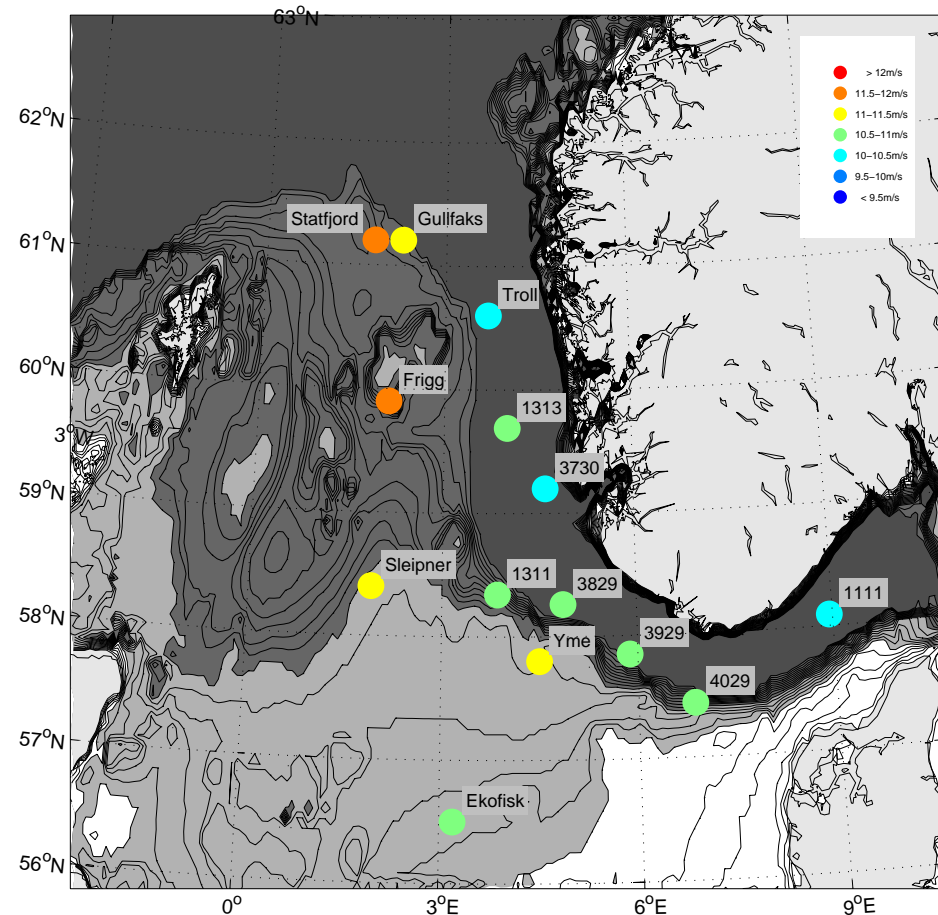 63°N
> 12m/s
11.5–12m/s
11–11.5m/s
10.5–11m/s
10–10.5m/s
9.5–10m/s
< 9.5m/s
62°N
Statfjord
Gullfaks
61°N
Troll
60°N
Frigg
1313
3°W
3730
59°N
Sleipner
1311
3829
1111
58°N
Yme
3929
4029
57°N
Ekofisk
56°N
0°
3°E
6°E
9°E